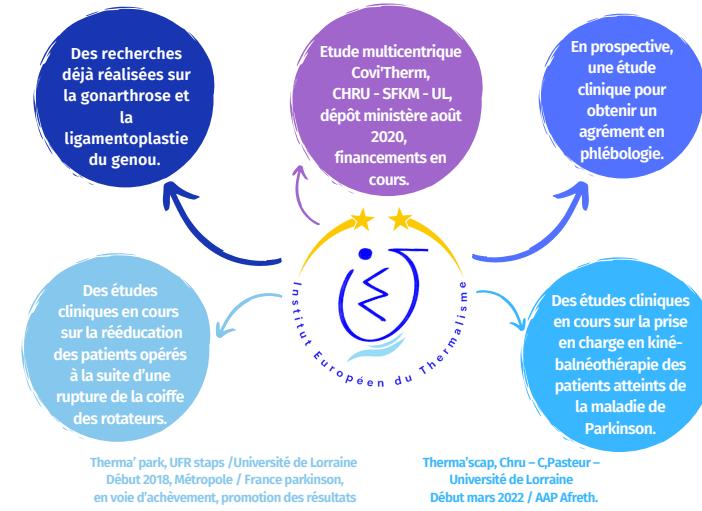 Des recherches
déjà réalisées sur
la gonarthrose et
la
ligamentoplastie
du genou.
Etude multicentrique
Covi'Therm,
CHRU - SFKM - UL,
dépôt ministère août
2020,
financements en
cours.
En prospective,
une étude
clinique pour
obtenir un
agrément en
phlébologie.
Institut Européen du Thermalisme
Des études
cliniques en cours
sur la rééducation
des patients opérés
à la suite d'une
rupture de la coiffe
des rotateurs.
Des études cliniques
en cours sur la prise
en charge en kiné-
balnéothérapie des
patients atteints de
la maladie de
Parkinson.
Therma' park, UFR staps /Université de Lorraine
Début 2018, Métropole / France parkinson,
en voie d'achèvement, promotion des résultats
Therma'scap, Chru – C,Pasteur –
Université de Lorraine
Début mars 2022 / AAP Afreth.